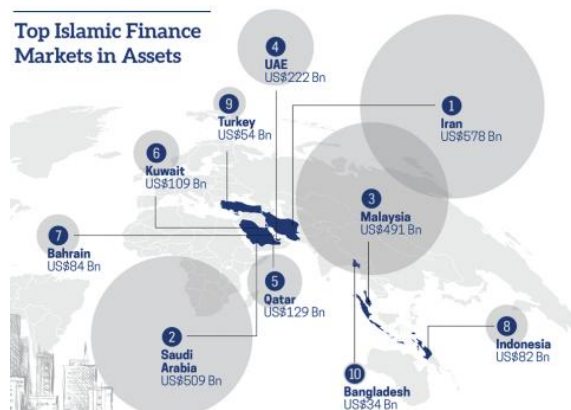 Top Islamic Finance
Markets in Assets
4
UAE
US$222 Bn
9
Turkey
US$54 Bn
1
Iran
US$578 Bn
6
Kuwait
US$109 Bn
3
Malaysia
US$491 Bn
7
Bahrain
US$84 Bn
5
Qatar
US$129 Bn
2
Saudi
Arabia
US$509 Bn
8
Indonesia
US$82 Bn
10
Bangladesh
US$34 Bn